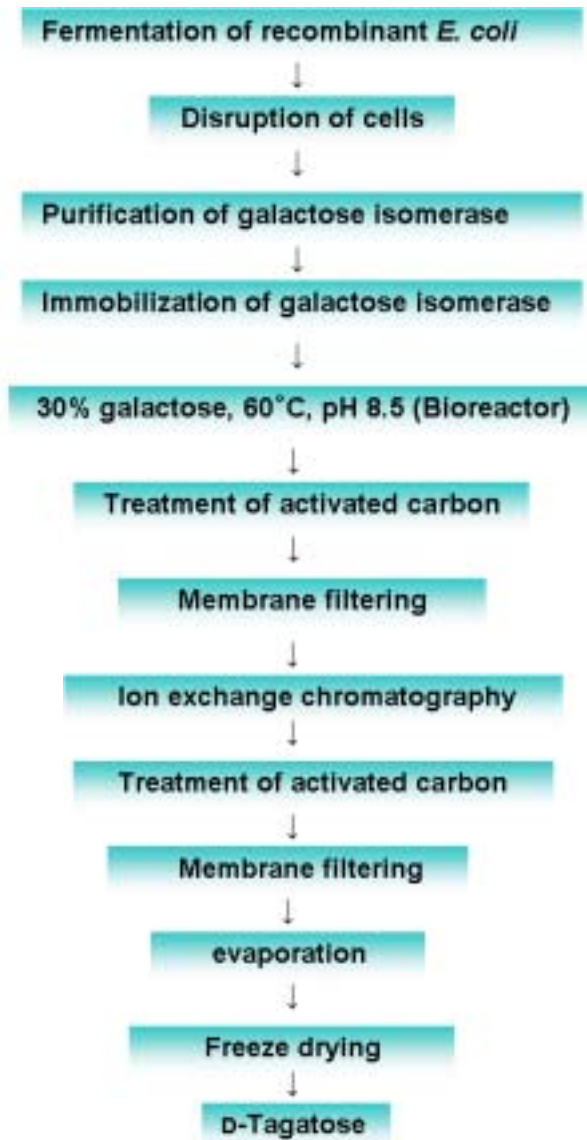 Fermentation of recombinant E. coli
↓
Disruption of cells
↓
Purification of galactose isomerase
↓
Immobilization of galactose isomerase
↓
30% galactose, 60°C, pH 8.5 (Bioreactor)
↓
Treatment of activated carbon
↓
Membrane filtering
↓
Ion exchange chromatography
↓
Treatment of activated carbon
↓
Membrane filtering
↓
evaporation
↓
Freeze drying
↓
D-Tagatose